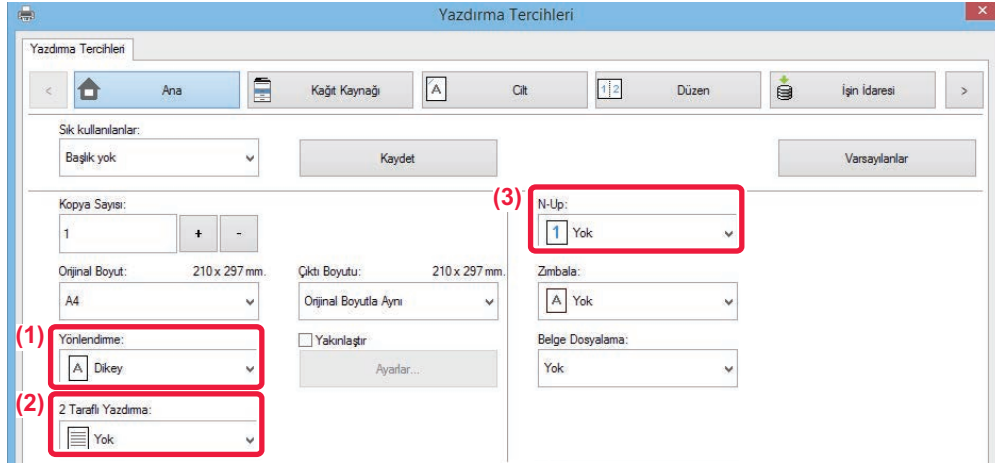 Yazdırma Tercihleri
Yazdırma Tercihleri
< Ana Kağıt Kaynağı A Cilt 1 2 Düzen İşin İdaresi >
Sık kullanılanlar:
Başlık yok Kaydet Varsayılanlar
Kopya Sayısı: (3) N-Up:
1 + - 1 Yok
Orijinal Boyut: 210 x 297 mm. Çıktı Boyutu: 210 x 297 mm. Zımbala:
A4 Orijinal Boyutla Aynı A Yok
(1) Yönlendirme: Yakınlaştır Belge Dosyalama:
A Dikey Ayarlar... Yok
(2) 2 Taraflı Yazdırma:
Yok